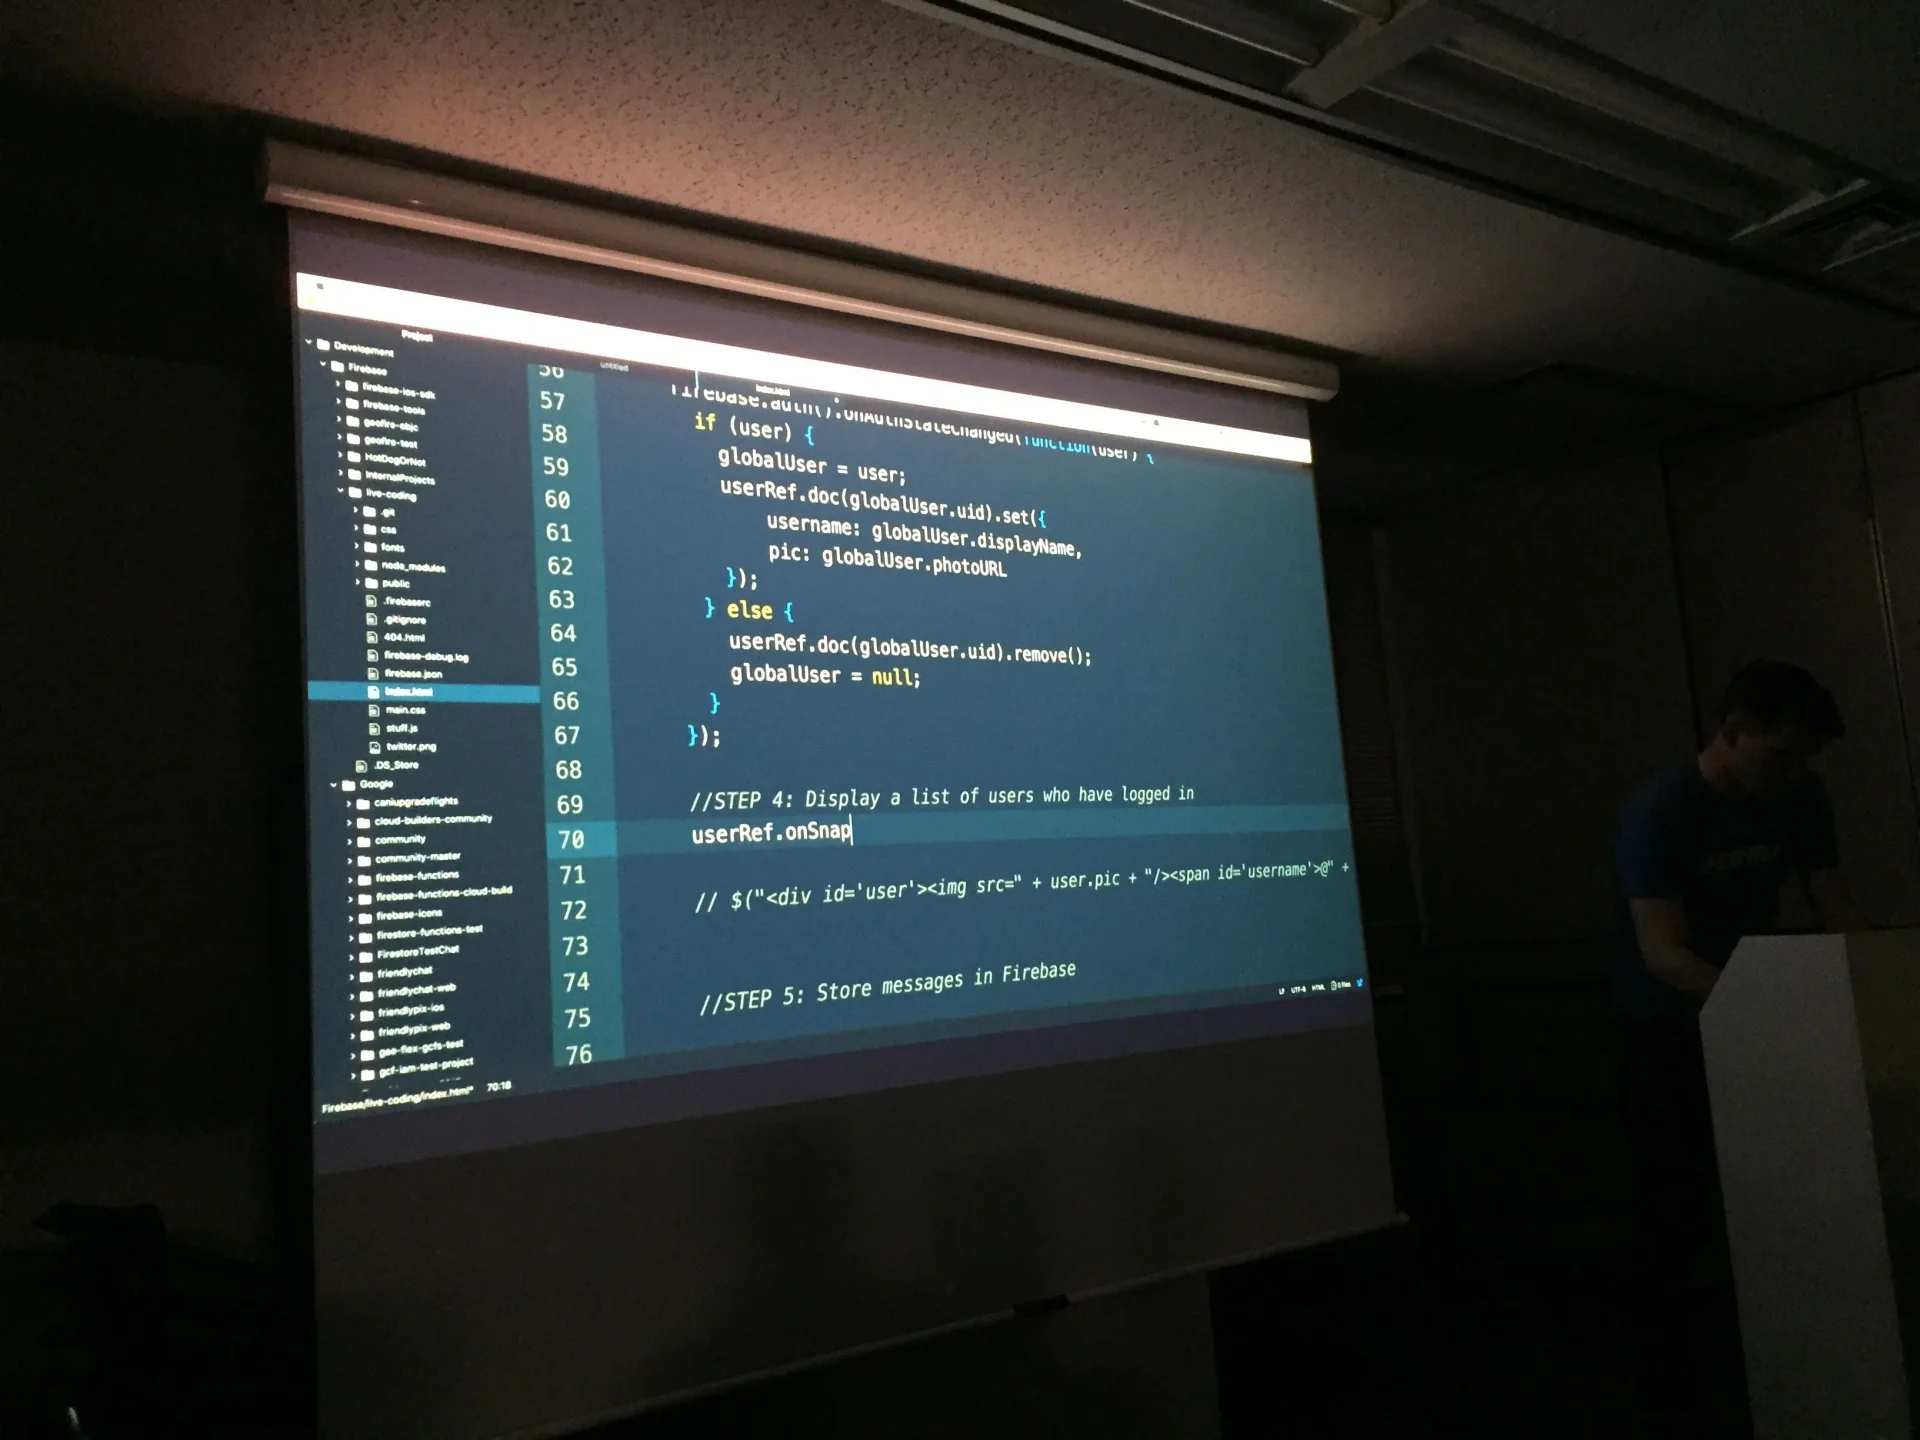 Project
Development
Firebase
firebase-ios-sdk
firebase-tools
geofire-objc
geofire-test
HotDogOrNot
InternalProjects
live-coding
.git
css
fonts
node_modules
public
.firebaserc
.gitignore
404.html
firebase-debug.log
firebase.json
index.html
main.css
stuff.js
twitter.png
.DS_Store
Google
caniupgradeflights
cloud-builders-community
community
community-master
firebase-functions
firebase-functions-cloud-build
firebase-icons
firestore-functions-test
FirestoreTestChat
friendlychat
friendlychat-web
friendlypix-ios
friendlypix-web
gae-flex-gcfs-test
gcf-iam-test-project
Firebase/live-coding/index.html* 70:18
untitled
index.html
56
57 firebase.auth().onAuthStateChanged(function(user) {
58 if (user) {
59 globalUser = user;
60 userRef.doc(globalUser.uid).set({
61 username: globalUser.displayName,
62 pic: globalUser.photoURL
63 });
64 } else {
65 userRef.doc(globalUser.uid).remove();
66 globalUser = null;
67 }
68 });
69 //STEP 4: Display a list of users who have logged in
70 userRef.onSnap
71
72 // $("<div id='user'><img src=" + user.pic + "/><span id='username'>@" +
73
74
75 //STEP 5: Store messages in Firebase
76
LF UTF-8 HTML 0 files